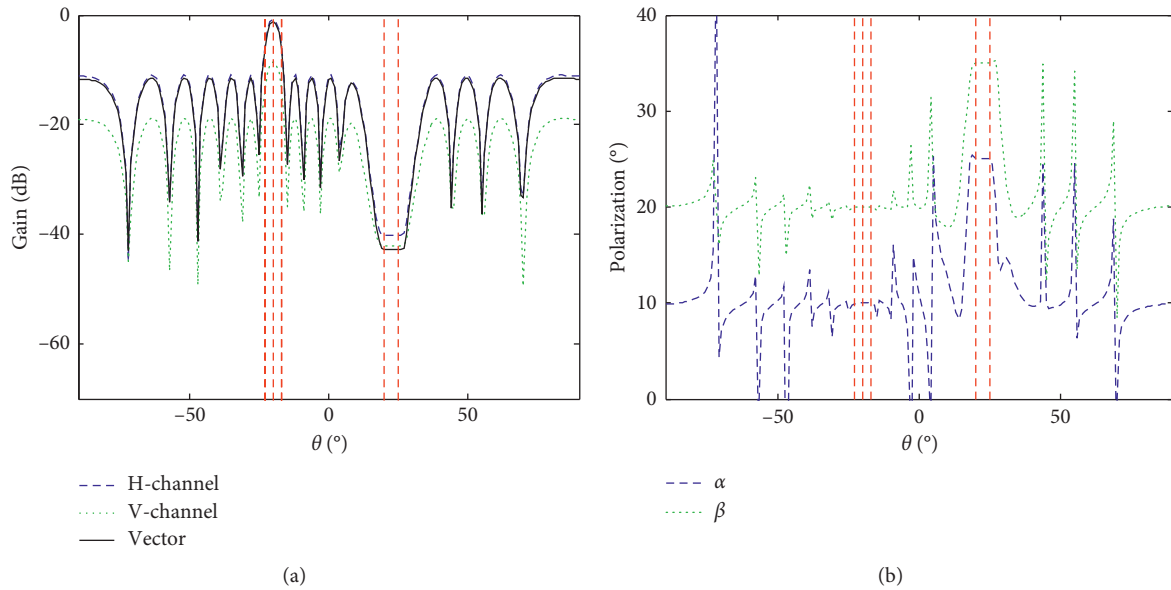 0
−20
−40
−60
Gain (dB)
−50
0
50
θ (°)
H-channel
V-channel
Vector
(a)
40
30
20
10
0
Polarization (°)
−50
0
50
θ (°)
α
β
(b)